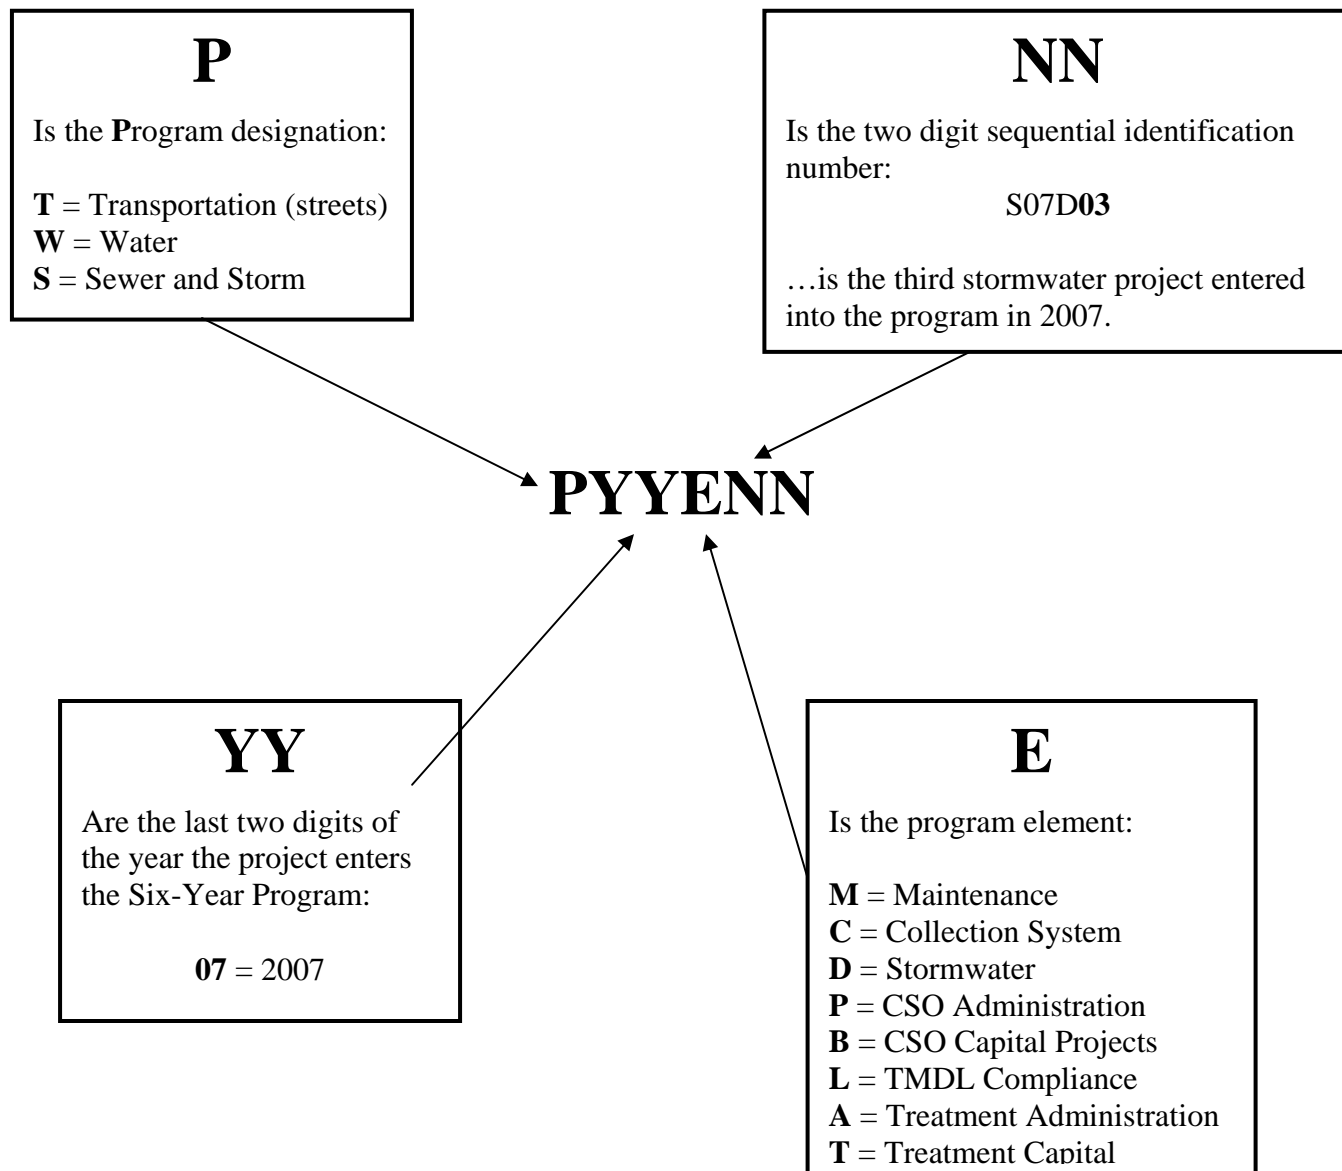 P
Is the Program designation:
T = Transportation (streets)
W = Water
S = Sewer and Storm
NN
Is the two digit sequential identification
number:
S07D03
…is the third stormwater project entered
into the program in 2007.
PYYENN
YY
Are the last two digits of
the year the project enters
the Six-Year Program:
07 = 2007
E
Is the program element:
M = Maintenance
C = Collection System
D = Stormwater
P = CSO Administration
B = CSO Capital Projects
L = TMDL Compliance
A = Treatment Administration
T = Treatment Capital